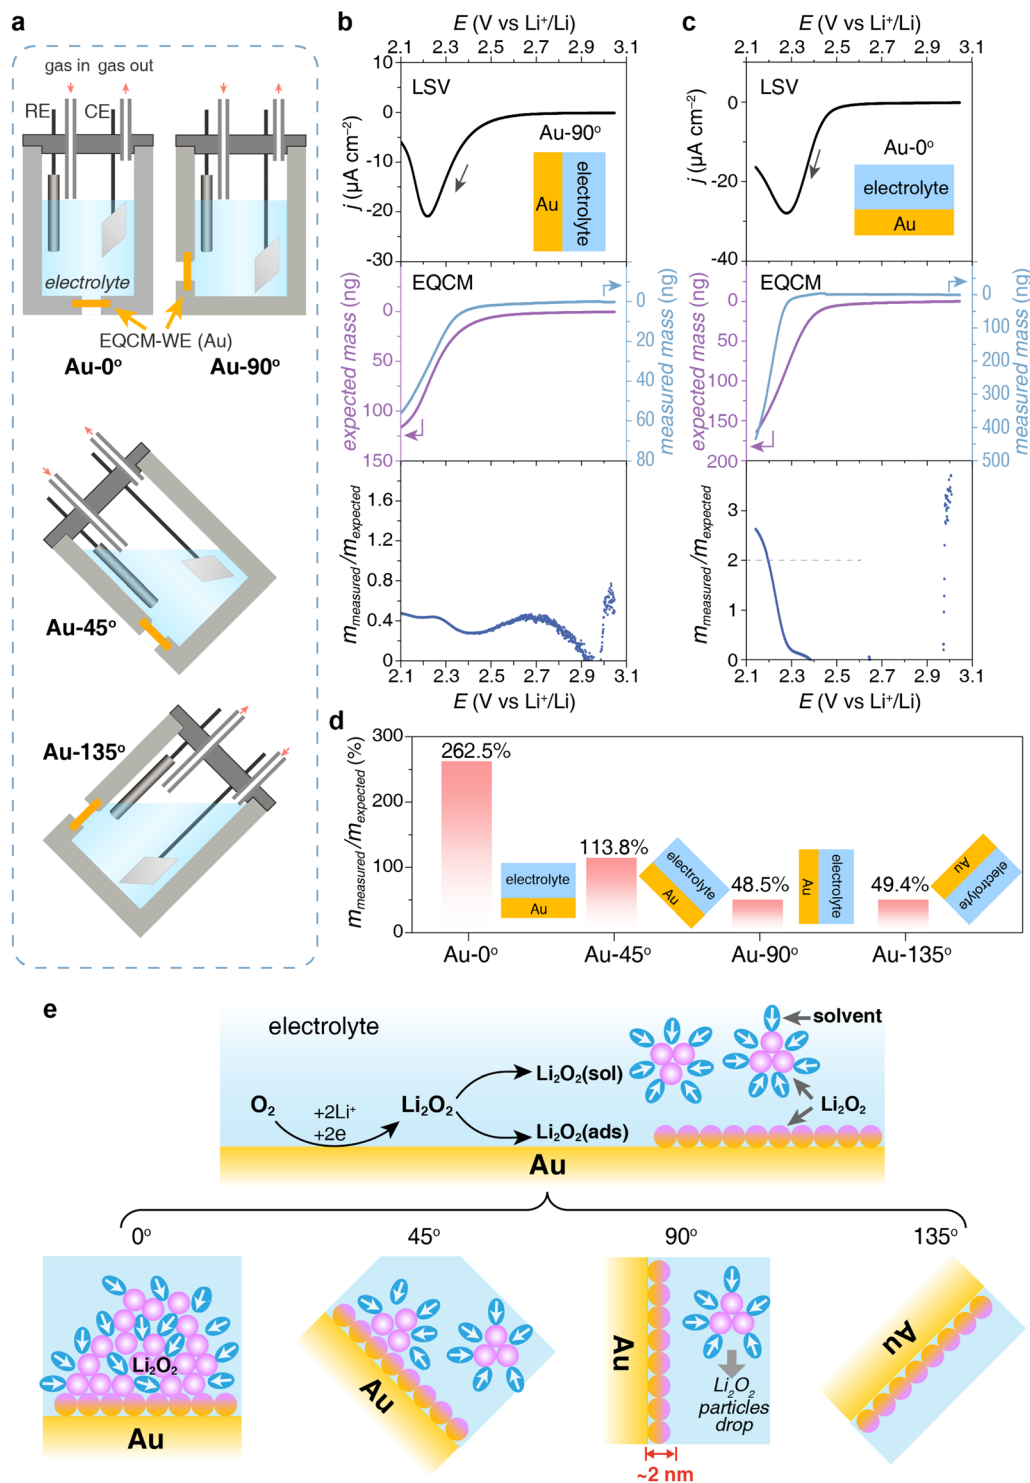 a
gas in gas out
RE
CE
electrolyte
EQCM-WE (Au)
Au-0°
Au-90°
Au-45°
Au-135°
b
E (V vs Li⁺/Li)
2.1 2.3 2.5 2.7 2.9 3.1
10
0
-10
-20
-30
j (µA cm⁻²)
LSV
Au-90°
Au
electrolyte
EQCM
0
50
100
150
expected mass (ng)
0
20
40
60
80
measured mass (ng)
1.6
1.2
0.8
0.4
0
m_measured/m_expected
2.1 2.3 2.5 2.7 2.9 3.1
E (V vs Li⁺/Li)
c
E (V vs Li⁺/Li)
2.1 2.3 2.5 2.7 2.9 3.1
0
-20
-40
j (µA cm⁻²)
LSV
Au-0°
electrolyte
Au
EQCM
0
50
100
150
200
expected mass (ng)
0
100
200
300
400
500
measured mass (ng)
3
2
1
0
m_measured/m_expected
2.1 2.3 2.5 2.7 2.9 3.1
E (V vs Li⁺/Li)
d
300
200
100
0
m_measured/m_expected (%)
262.5%
113.8%
48.5%
49.4%
electrolyte
Au
electrolyte
Au
Au
electrolyte
Au
electrolyte
Au-0°
Au-45°
Au-90°
Au-135°
e
electrolyte
solvent
O₂
+2Li⁺
+2e
Li₂O₂
Li₂O₂(sol)
Li₂O₂(ads)
Li₂O₂
Au
0°
45°
90°
135°
Li₂O₂
Au
Au
Au
Li₂O₂
particles
drop
~2 nm
Au